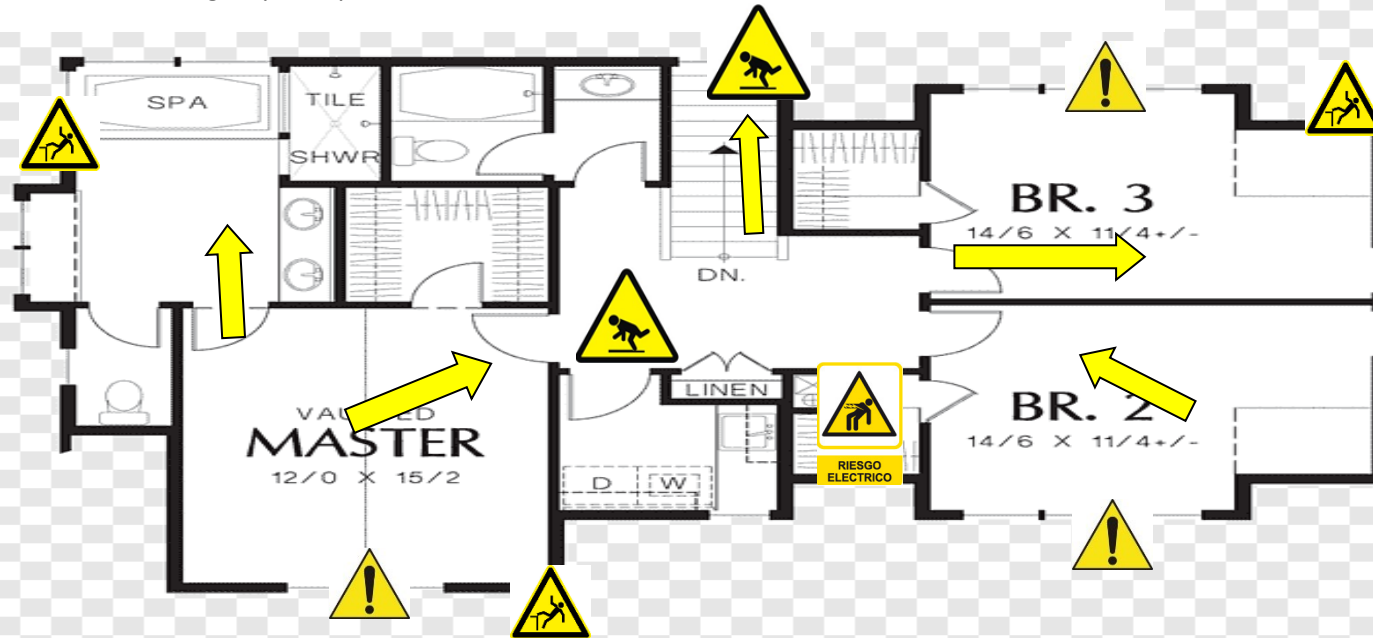 SPA
TILE
SHWR
BR. 3
14/6 X 11/4+/-
DN.
LINEN
MASTER
12/0 X 15/2
D
W
BR. 2
14/6 X 11/4+/-
RIESGO
ELECTRICO